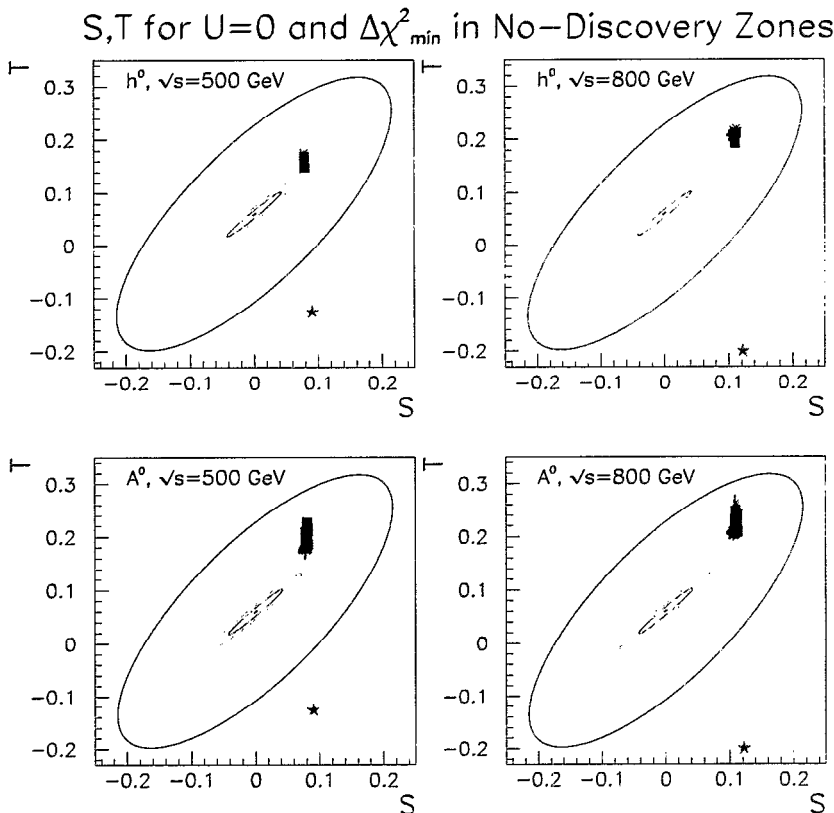 S,T for U=0 and Δχ²min in No-Discovery Zones
T
h⁰, √s=500 GeV
0.3
0.2
0.1
0
-0.1
-0.2
-0.2 -0.1 0 0.1 0.2
S
T
h⁰, √s=800 GeV
0.3
0.2
0.1
0
-0.1
-0.2
-0.2 -0.1 0 0.1 0.2
S
T
A⁰, √s=500 GeV
0.3
0.2
0.1
0
-0.1
-0.2
-0.2 -0.1 0 0.1 0.2
S
T
A⁰, √s=800 GeV
0.3
0.2
0.1
0
-0.1
-0.2
-0.2 -0.1 0 0.1 0.2
S